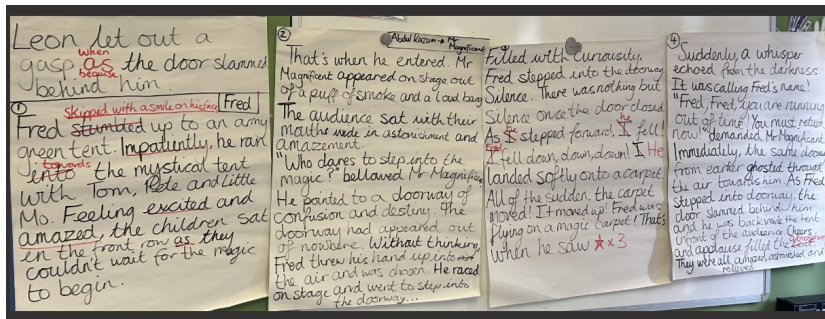 Leon let out a
when
gasp as the door slammed
because
behind him.
① skipped with a smile on his face Fred
Fred stumbled up to an army
green tent. Impatiently, he ran
towards
into the mystical tent
with Tom, Pete and little
Mo. Feeling excited and
amazed, the children sat
in the front row as they
couldn't wait for the magic
to begin.
② Abdul Kazam → Mr
Magnificent
That's when he entered. Mr
Magnificent appeared on stage out
of a puff of smoke and a loud bang
The audience sat with their
mouths wide in astonishment and
amazement.
"Who dares to step into the
magic?" bellowed Mr Magnificent
He pointed to a doorway of
confusion and destiny. The
doorway had appeared out
of nowhere. Without thinking,
Fred threw his hand up into
the air and was chosen. He raced
on stage and went to step into
the doorway...
Filled with curiosity,
Fred stepped into the doorway
Silence. There was nothing but
silence once the door closed
he
As I stepped forward, I fell!
I fell down, down, down! I He
landed softly onto a carpet.
All of the sudden, the carpet
moved! It moved up! Fred was
flying on a magic carpet! That's
when he saw ★ x 3
④ Suddenly, a whisper
echoed from the darkness.
It was calling Fred's name!
"Fred, Fred, you are running
out of time! You must return
now!" demanded Mr Magnificent
Immediately, the same door
from earlier ghosted through
the air towards him. As Fred
stepped into doorway, the
door slammed behind him
and he was back inside the tent
in front of the audience Cheers
and applause filled the tent.
They were all amazed, astonished and
relieved.